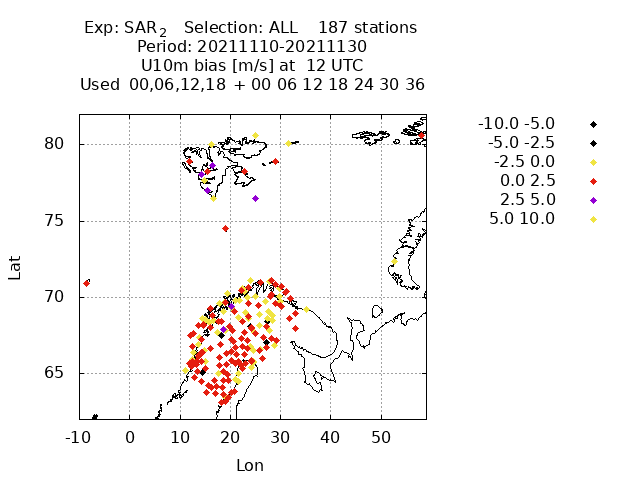 Exp: SAR2 Selection: ALL 187 stations
Period: 20211110-20211130
U10m bias [m/s] at 12 UTC
Used 00,06,12,18 + 00 06 12 18 24 30 36
-10.0 -5.0
-5.0 -2.5
-2.5 0.0
0.0 2.5
2.5 5.0
5.0 10.0
80
75
70
65
Lat
-10 0 10 20 30 40 50
Lon